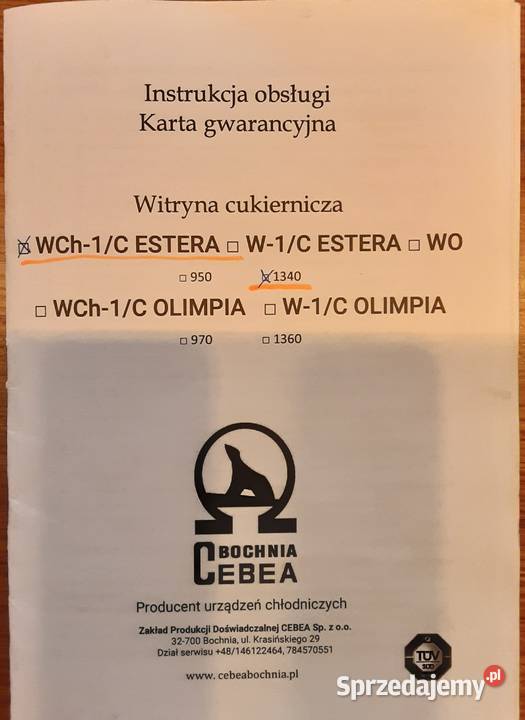 Instrukcja obsługi
Karta gwarancyjna
Witryna cukiernicza
☒ WCh-1/C ESTERA □ W-1/C ESTERA □ WO
□ 950 ☒ 1340
□ WCh-1/C OLIMPIA □ W-1/C OLIMPIA
□ 970 □ 1360
BOCHNIA
CEBEA
Producent urządzeń chłodniczych
Zakład Produkcji Doświadczalnej CEBEA Sp. z o.o.
32-700 Bochnia, ul. Krasińskiego 29
Dział serwisu +48/146122464, 784570551
www. cebeabochnia.pl
TÜV
SÜD
Sprzedajemy.pl